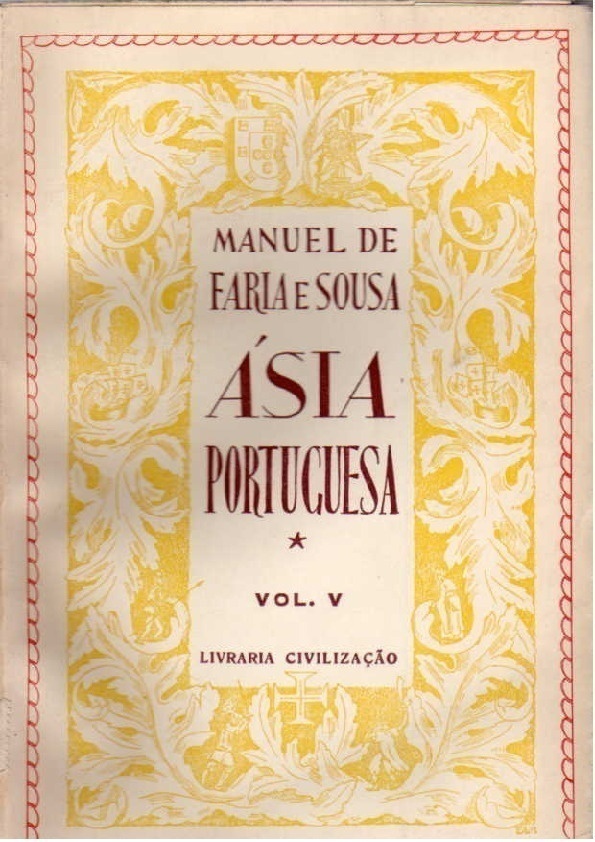 MANUEL DE
FARIA E SOUSA
ÁSIA
PORTUGUESA
★
VOL. V
LIVRARIA CIVILIZAÇÃO